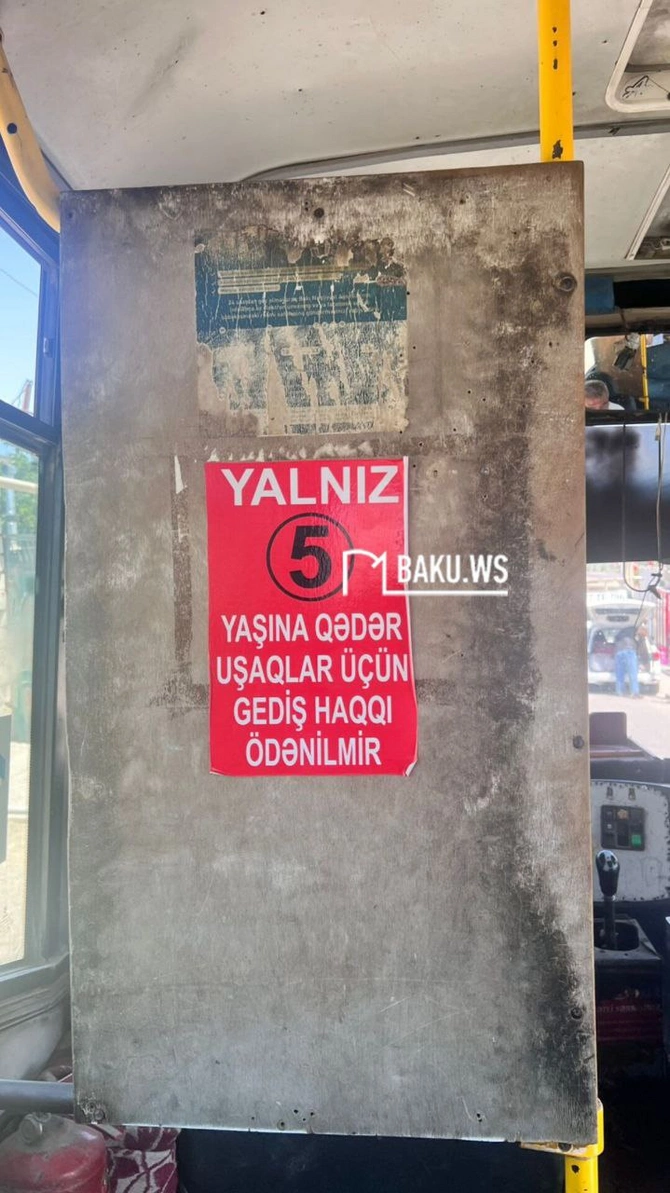 YALNIZ
5
BAKU.WS
YAŞINA QƏDƏR
UŞAQLAR ÜÇÜN
GEDİŞ HAQQI
ÖDƏNİLMİR